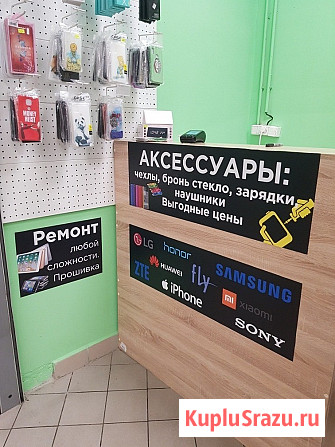 АКСЕССУАРЫ:
чехлы, бронь стекло, зарядки
наушники
Выгодные цены
Ремонт
любой
сложности.
Прошивка
LG honor SAMSUNG
ZTE HUAWEI fly
iPhone mi xiaomi
SONY
KupluSrazu.ru